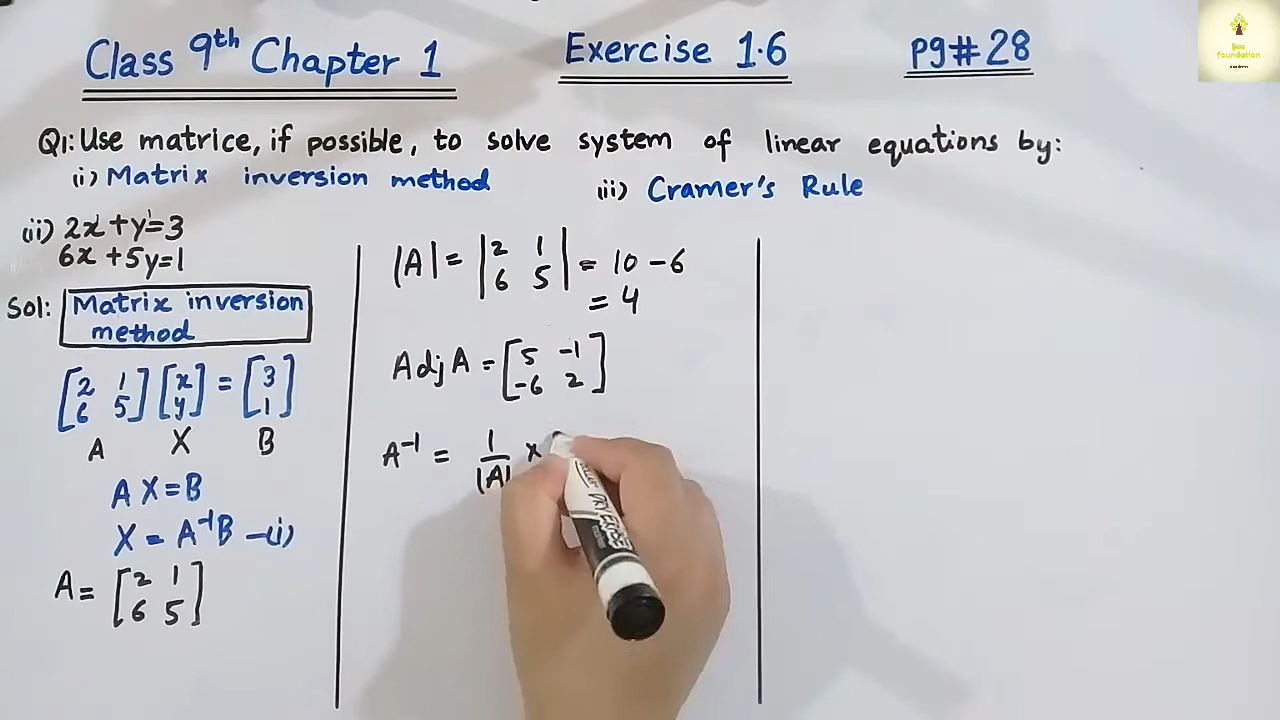 Class 9th Chapter 1 Exercise 1.6 pg#28
foundation
Q1: Use matrice, if possible, to solve system of linear equations by:
(i) Matrix inversion method (ii) Cramer's Rule
(ii) 2x + y = 3
6x + 5y = 1
Sol: Matrix inversion
method
[2 1] [x] = [3]
[6 5] [y] [1]
A X B
A X = B
X = A⁻¹B —(i)
A = [2 1]
[6 5]
|A| = |2 1| = 10 - 6
|6 5|
= 4
Adj A = [5 -1]
[-6 2]
A⁻¹ = 1 ×
|A|